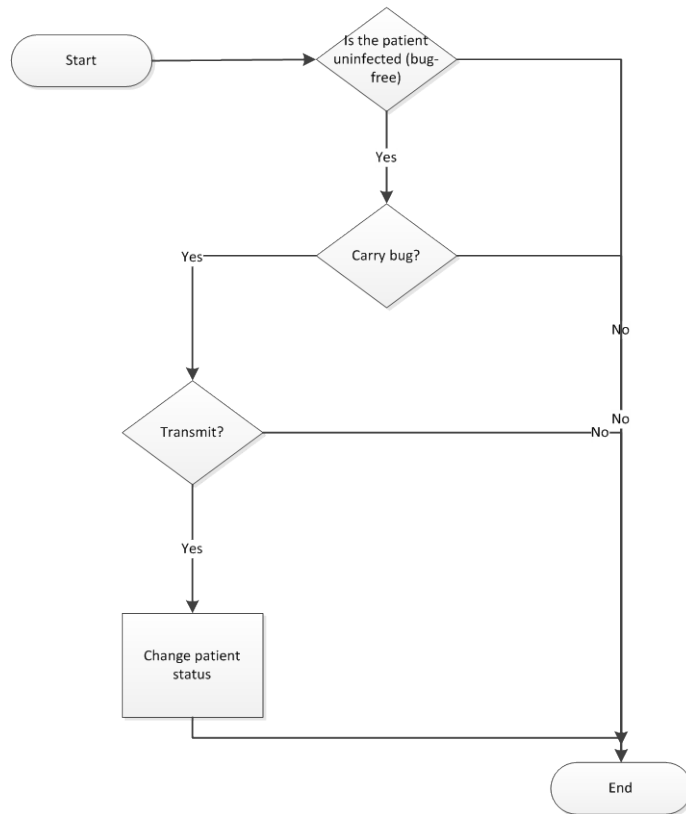 Start
Is the patient
uninfected (bug-
free)
Yes
Carry bug?
Yes
No
No
Transmit?
No
Yes
Change patient
status
End